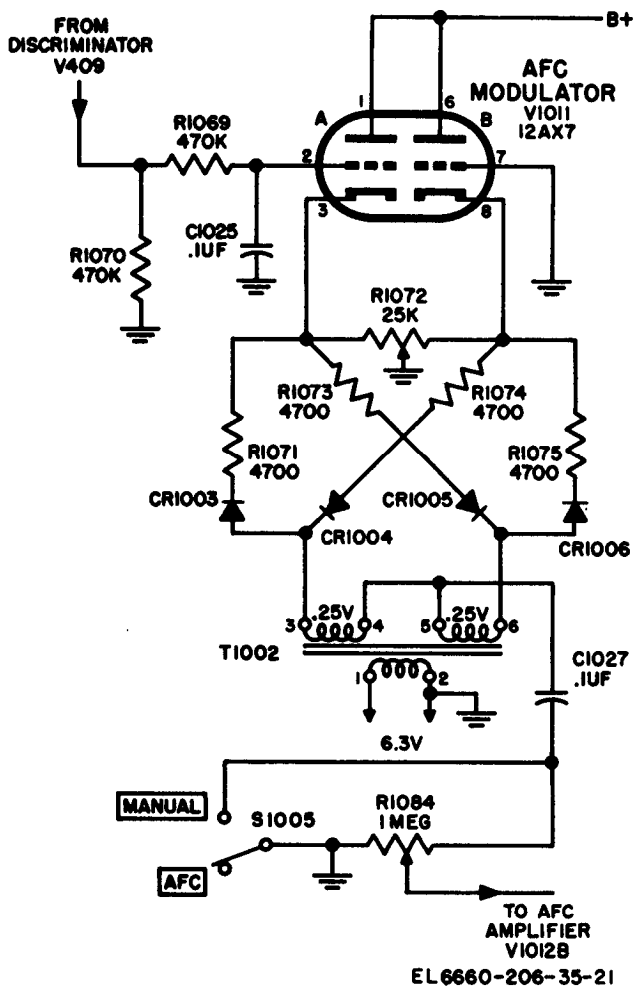 FROM
DISCRIMINATOR
V409
B+
AFC
MODULATOR
V1011
12AX7
1
6
A
B
R1069
470K
2
7
3
8
C1025
.1UF
R1070
470K
R1072
25K
R1073
4700
R1074
4700
R1071
4700
R1075
4700
CR1003
CR1005
CR1004
CR1006
3
.25V
4
5
.25V
6
T1002
1
2
C1027
.1UF
6.3V
MANUAL
S1005
R1084
1 MEG
AFC
TO AFC
AMPLIFIER
V1012B
EL6660-206-35-21